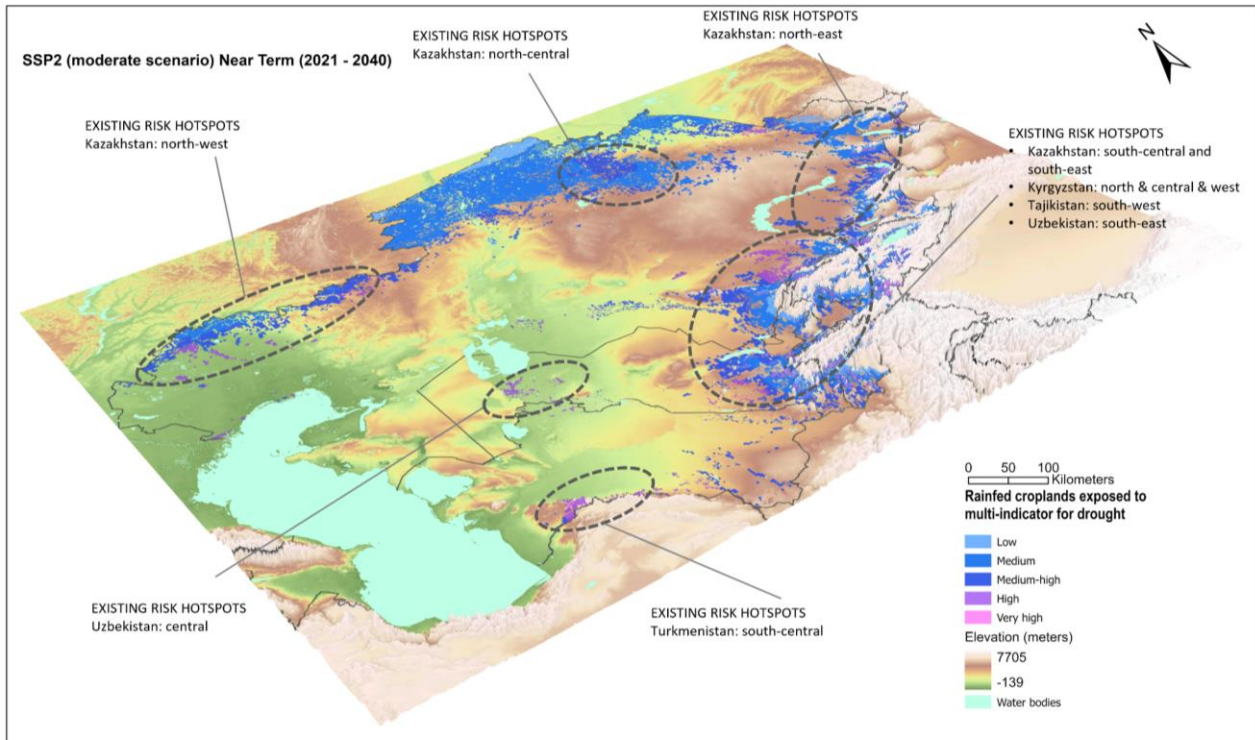 EXISTING RISK HOTSPOTS
Kazakhstan: north-east
EXISTING RISK HOTSPOTS
Kazakhstan: north-central
N
SSP2 (moderate scenario) Near Term (2021 - 2040)
EXISTING RISK HOTSPOTS
Kazakhstan: north-west
EXISTING RISK HOTSPOTS
• Kazakhstan: south-central and
south-east
• Kyrgyzstan: north & central & west
• Tajikistan: south-west
• Uzbekistan: south-east
0 50 100
Kilometers
Rainfed croplands exposed to
multi-indicator for drought
Low
Medium
Medium-high
High
Very high
Elevation (meters)
7705
-139
Water bodies
EXISTING RISK HOTSPOTS
Uzbekistan: central
EXISTING RISK HOTSPOTS
Turkmenistan: south-central